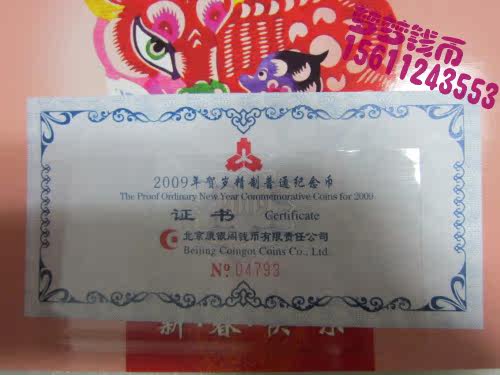 梦梦钱币
15611243553
2009年贺岁精制普通纪念币
The Proof Ordinary New Year Commemorative Coins for 2009
证书 Certificate
北京康银阁钱币有限责任公司
Beijing Coingot Coins Co., Ltd.
No 04793
新·春·快·乐